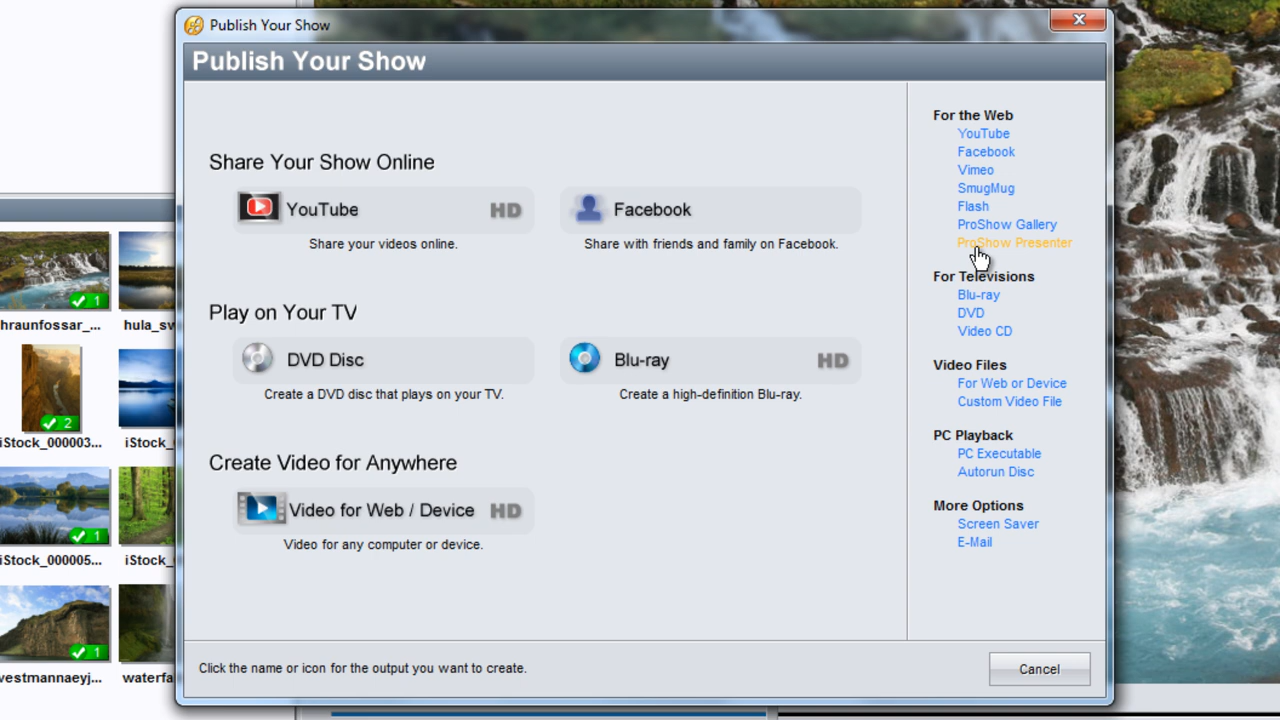 Publish Your Show
Publish Your Show
Share Your Show Online
YouTube HD
Share your videos online.
Facebook
Share with friends and family on Facebook.
Play on Your TV
DVD Disc
Create a DVD disc that plays on your TV.
Blu-ray HD
Create a high-definition Blu-ray.
Create Video for Anywhere
Video for Web / Device HD
Video for any computer or device.
For the Web
YouTube
Facebook
Vimeo
SmugMug
Flash
ProShow Gallery
ProShow Presenter
For Televisions
Blu-ray
DVD
Video CD
Video Files
For Web or Device
Custom Video File
PC Playback
PC Executable
Autorun Disc
More Options
Screen Saver
E-Mail
Click the name or icon for the output you want to create.
Cancel
1
hraunfossar_... hula_sw
2
iStock_000003... iStock_
1
iStock_000005... iStock_
1
vestmannaeyj... waterfa